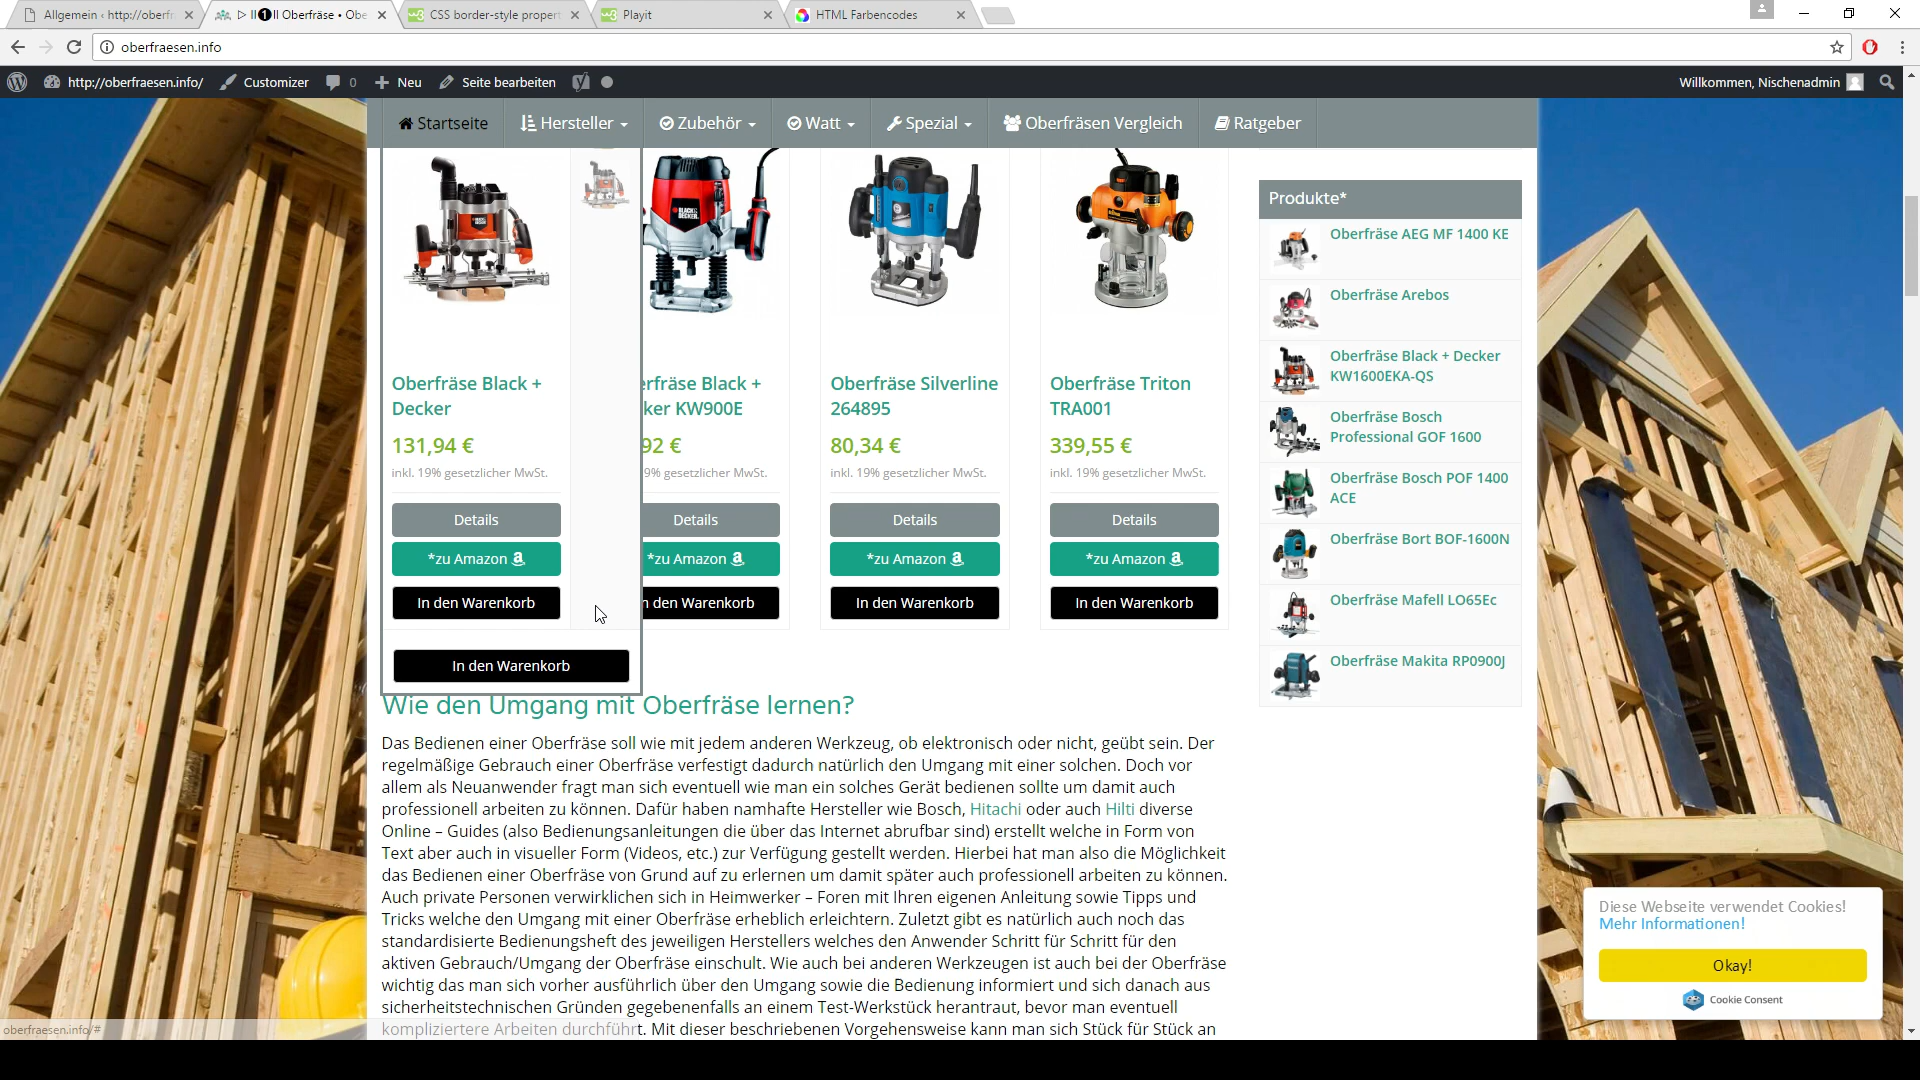 Allgemein ‹ http://oberfr
▷ II❶II Oberfräse • Obe
CSS border-style propert
Playit
HTML Farbencodes
oberfraesen.info
http://oberfraesen.info/
Customizer
0
Neu
Seite bearbeiten
Willkommen, Nischenadmin
Startseite
Hersteller
Zubehör
Watt
Spezial
Oberfräsen Vergleich
Ratgeber
Oberfräse Black +
Decker
131,94 €
inkl. 19% gesetzlicher MwSt.
Details
*zu Amazon
In den Warenkorb
In den Warenkorb
erfräse Black +
ker KW900E
92 €
9% gesetzlicher MwSt.
Details
*zu Amazon
n den Warenkorb
Oberfräse Silverline
264895
80,34 €
inkl. 19% gesetzlicher MwSt.
Details
*zu Amazon
In den Warenkorb
Oberfräse Triton
TRA001
339,55 €
inkl. 19% gesetzlicher MwSt.
Details
*zu Amazon
In den Warenkorb
Produkte*
Oberfräse AEG MF 1400 KE
Oberfräse Arebos
Oberfräse Black + Decker
KW1600EKA-QS
Oberfräse Bosch
Professional GOF 1600
Oberfräse Bosch POF 1400
ACE
Oberfräse Bort BOF-1600N
Oberfräse Mafell LO65Ec
Oberfräse Makita RP0900J
Wie den Umgang mit Oberfräse lernen?
Das Bedienen einer Oberfräse soll wie mit jedem anderen Werkzeug, ob elektronisch oder nicht, geübt sein. Der
regelmäßige Gebrauch einer Oberfräse verfestigt dadurch natürlich den Umgang mit einer solchen. Doch vor
allem als Neuanwender fragt man sich eventuell wie man ein solches Gerät bedienen sollte um damit auch
professionell arbeiten zu können. Dafür haben namhafte Hersteller wie Bosch, Hitachi oder auch Hilti diverse
Online – Guides (also Bedienungsanleitungen die über das Internet abrufbar sind) erstellt welche in Form von
Text aber auch in visueller Form (Videos, etc.) zur Verfügung gestellt werden. Hierbei hat man also die Möglichkeit
das Bedienen einer Oberfräse von Grund auf zu erlernen um damit später auch professionell arbeiten zu können.
Auch private Personen verwirklichen sich in Heimwerker – Foren mit Ihren eigenen Anleitung sowie Tipps und
Tricks welche den Umgang mit einer Oberfräse erheblich erleichtern. Zuletzt gibt es natürlich auch noch das
standardisierte Bedienungsheft des jeweiligen Herstellers welches den Anwender Schritt für Schritt für den
aktiven Gebrauch/Umgang der Oberfräse einschult. Wie auch bei anderen Werkzeugen ist auch bei der Oberfräse
wichtig das man sich vorher ausführlich über den Umgang sowie die Bedienung informiert und sich danach aus
sicherheitstechnischen Gründen gegebenenfalls an einem Test-Werkstück herantraut, bevor man eventuell
kompliziertere Arbeiten durchführt. Mit dieser beschriebenen Vorgehensweise kann man sich Stück für Stück an
Diese Webseite verwendet Cookies!
Mehr Informationen!
Okay!
Cookie Consent
oberfraesen.info/#